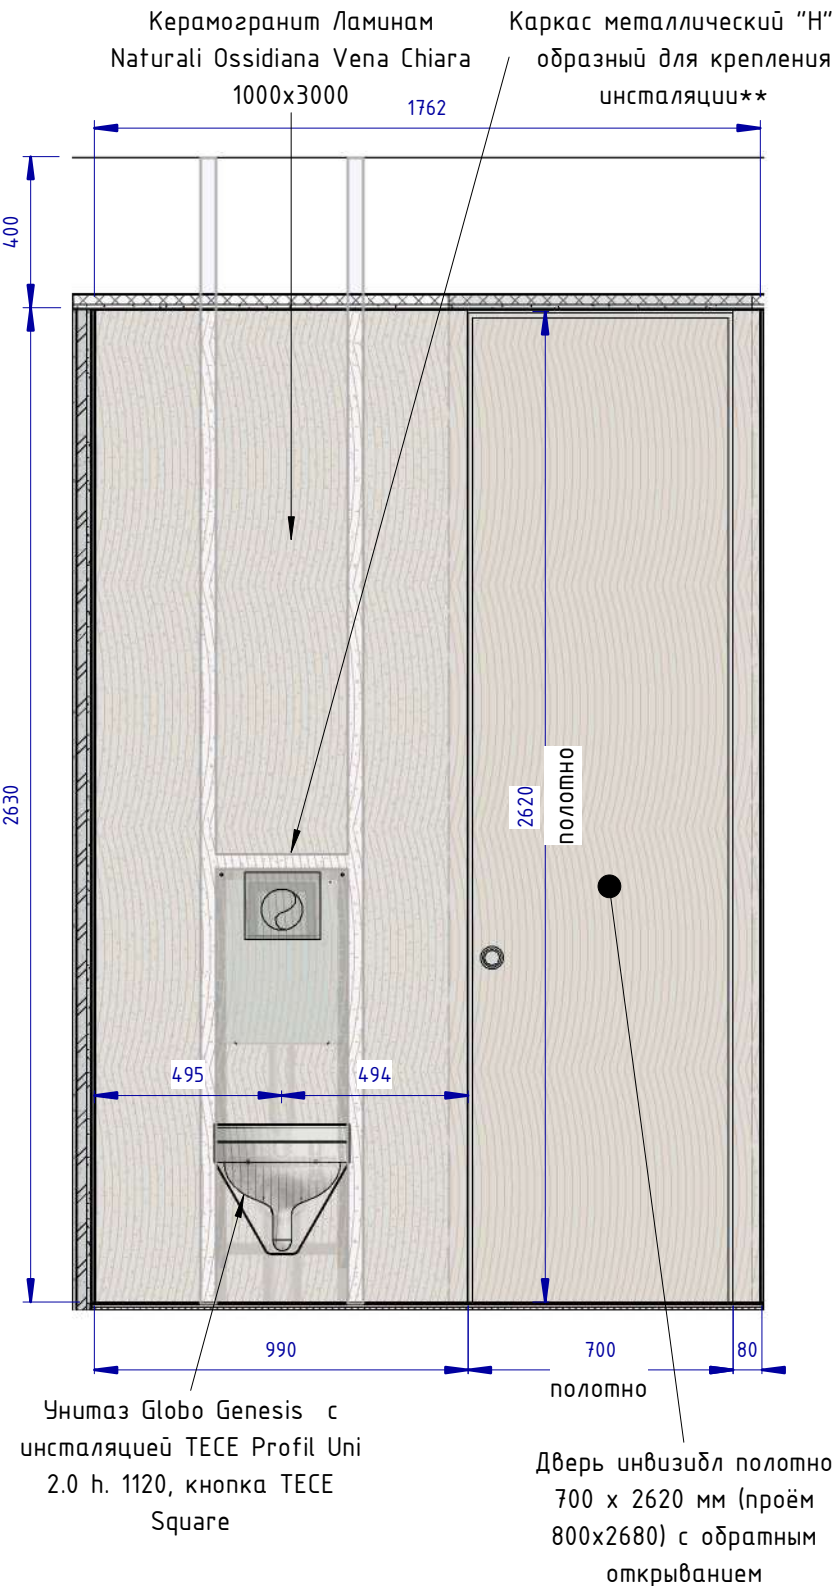 Керамогранит Ламинам
Naturali Ossidiana Vena Chiara
1000x3000
Каркас металлический "Н"
образный для крепления
инсталяции**
1762
400
2630
2620
полотно
495
494
990
700
80
полотно
Унитаз Globo Genesis с
инсталяцией TECE Profil Uni
2.0 h. 1120, кнопка TECE
Square
Дверь инвизибл полотно
700 x 2620 мм (проём
800x2680) с обратным
открыванием